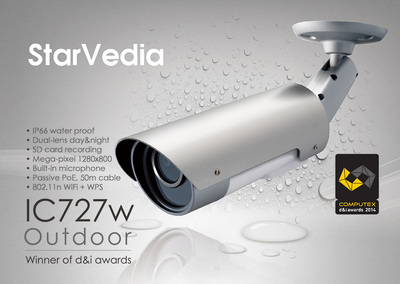 StarVedia
• IP66 water proof
• Dual-lens day&night
• SD card recording
• Mega-pixel 1280x800
• Built-in microphone
• Passive PoE, 50m cable
• 802.11n WiFi + WPS
IC727w
Outdoor
Winner of d&i awards
COMPUTEX
d&i awards 2014